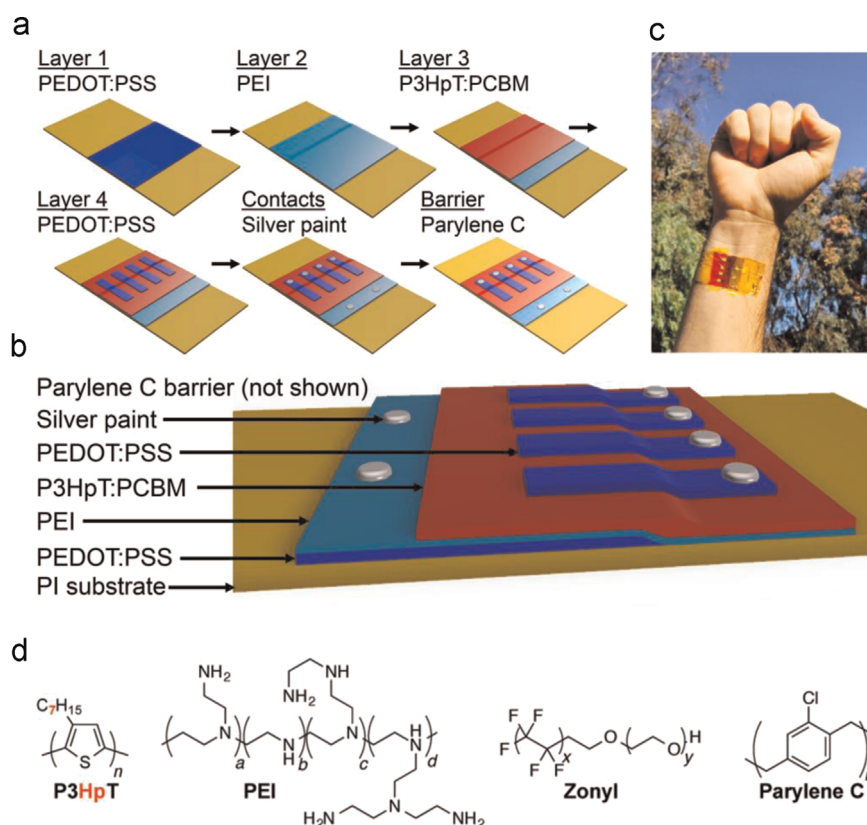 a
c
Layer 1
PEDOT:PSS
Layer 2
PEI
Layer 3
P3HpT:PCBM
Layer 4
PEDOT:PSS
Contacts
Silver paint
Barrier
Parylene C
b
Parylene C barrier (not shown)
Silver paint
PEDOT:PSS
P3HpT:PCBM
PEI
PEDOT:PSS
PI substrate
d
C7H15
S
n
P3HpT
NH2
N
a
N
H
b
NH2
NH
N
c
NH
d
N
H2N
NH2
PEI
F
F
F
F
x
O
O
y
H
Zonyl
Cl
Parylene C